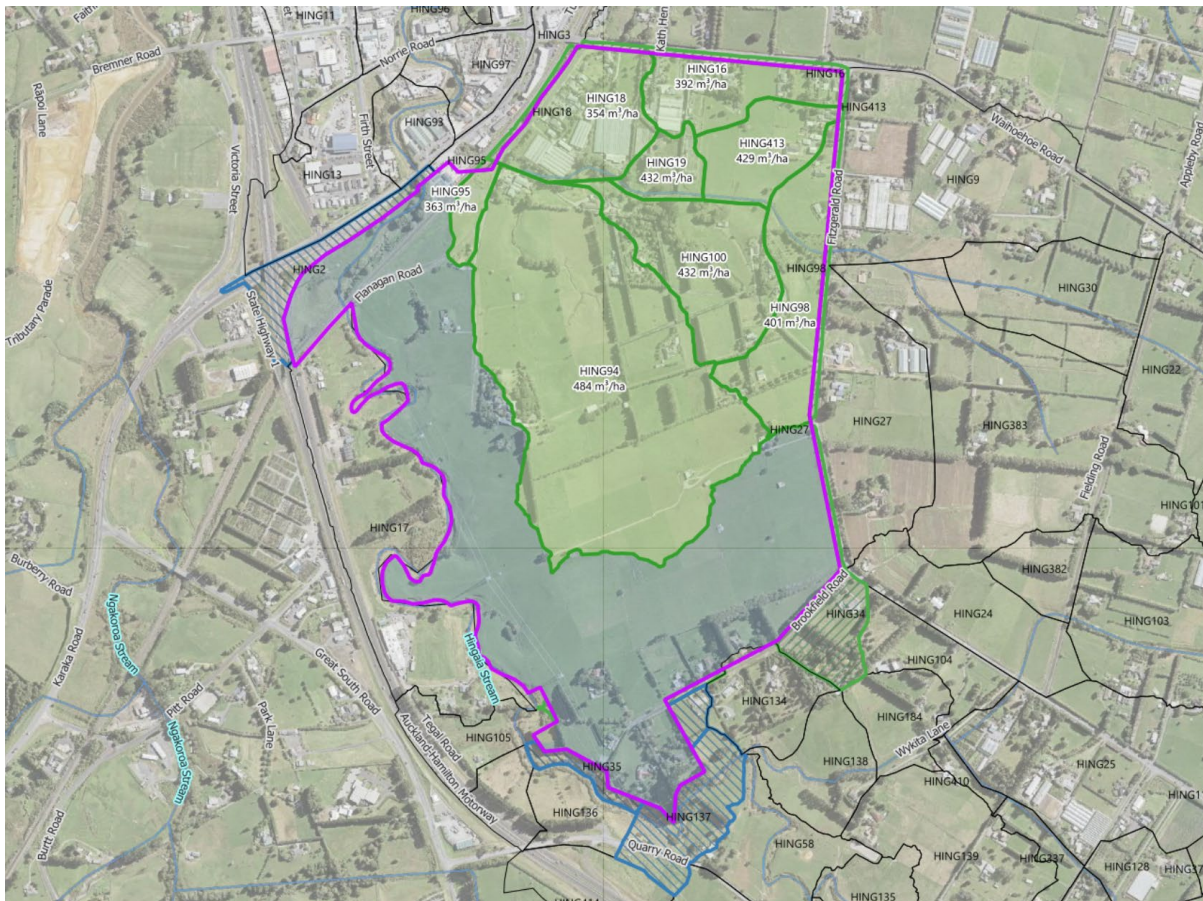 HING11
HING96
HING3
Kath Hen
Bremner Road
Norrie Road
HING97
HING16
392 m³/ha
HING16
Rāpoi Lane
Firth Street
HING18
HING18
354 m³/ha
HING413
Waihoehoe Road
Appleby Road
HING93
Victoria Street
HING413
429 m³/ha
HING13
HING95
HING19
432 m³/ha
HING9
HING95
363 m³/ha
Fitzgerald Road
HING2
Flanagan Road
HING100
432 m³/ha
HING98
HING30
Tributary Parade
State Highway 1
HING98
401 m³/ha
HING94
484 m³/ha
HING22
HING27
HING27
HING383
Fielding Road
HING101
HING17
Burberry Road
HING382
Brookfield Road
HING34
HING24
HING103
Ngakoroa Stream
Karaka Road
Great South Road
Hingaia Stream
HING104
Pitt Road
Park Lane
HING134
HING184
Ngakoroa Stream
Tegal Road
HING105
Auckland-Hamilton Motorway
HING35
HING138
Wykita Lane
HING25
HING410
HING136
HING137
Burtt Road
Quarry Road
HING58
HING139
HING337
HING128
HING135